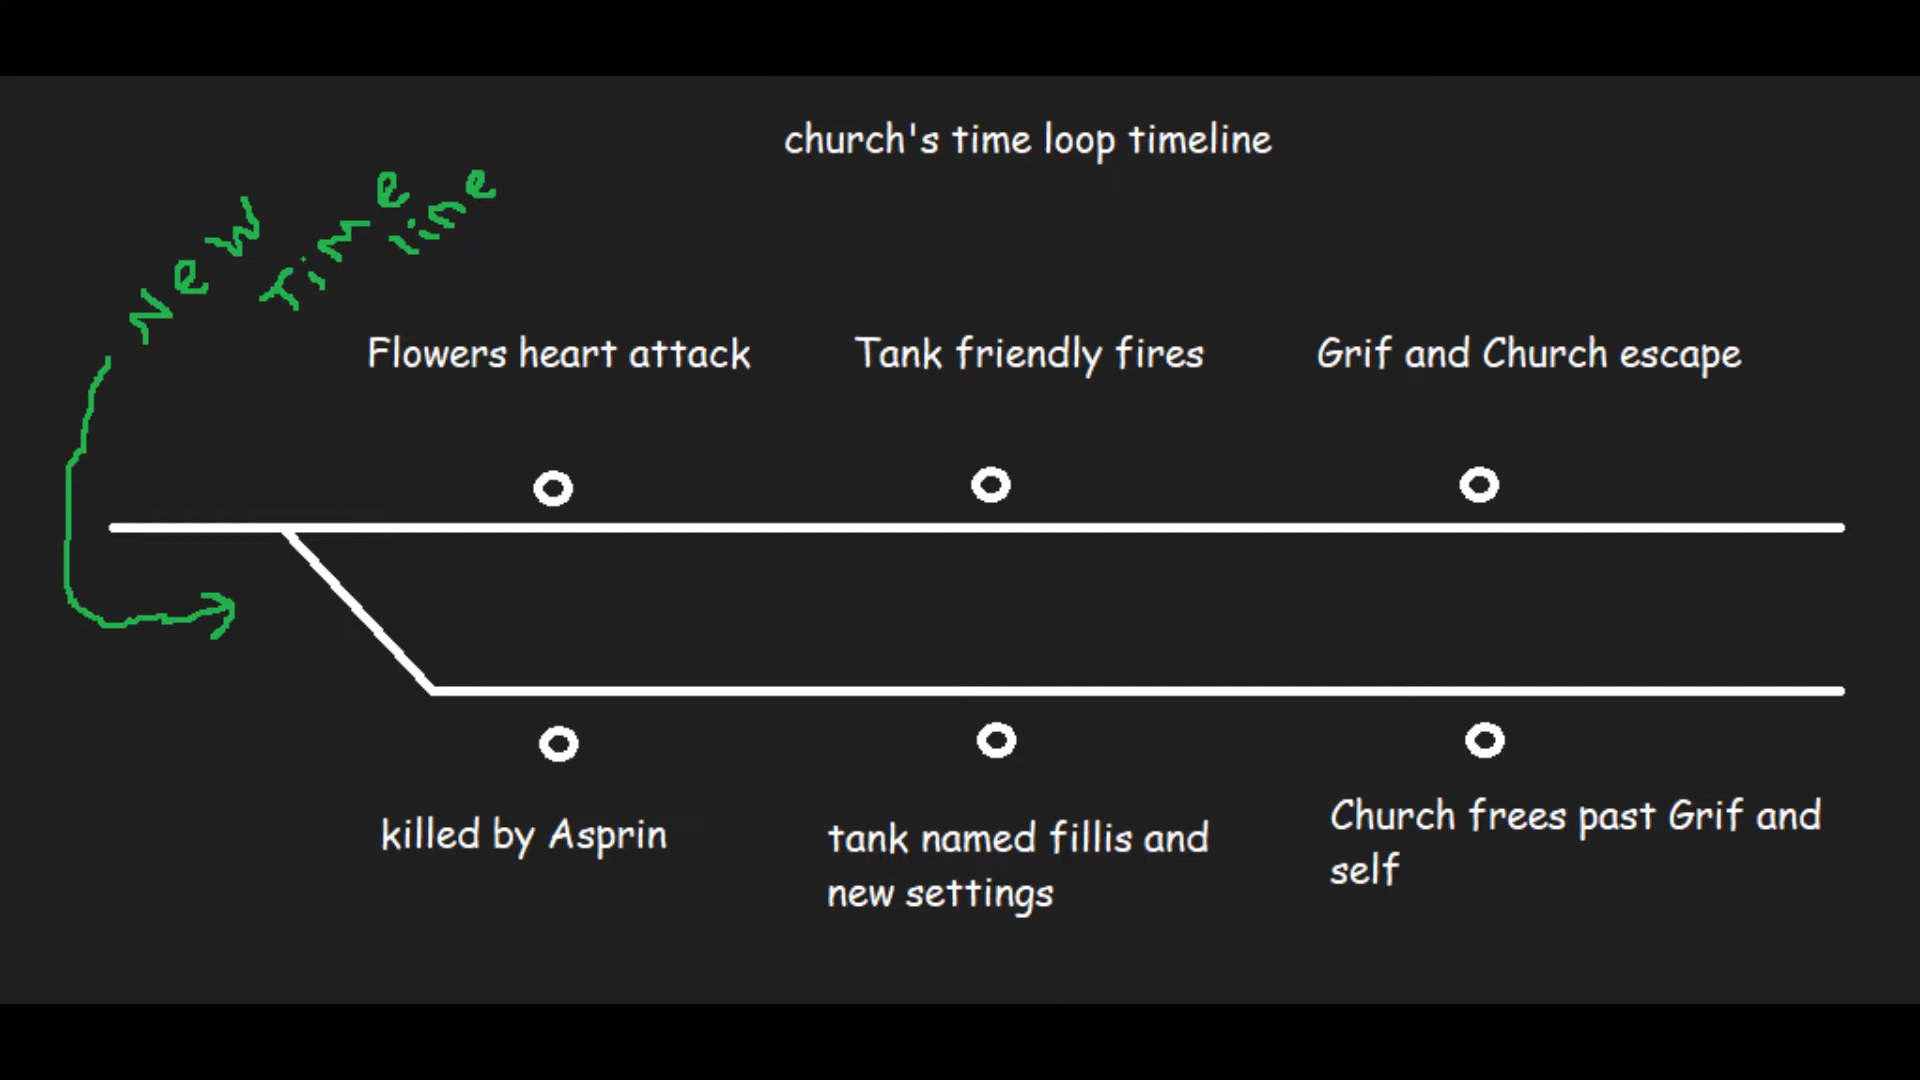 church's time loop timeline
New
Time
line
Flowers heart attack
Tank friendly fires
Grif and Church escape
killed by Asprin
tank named fillis and
new settings
Church frees past Grif and
self